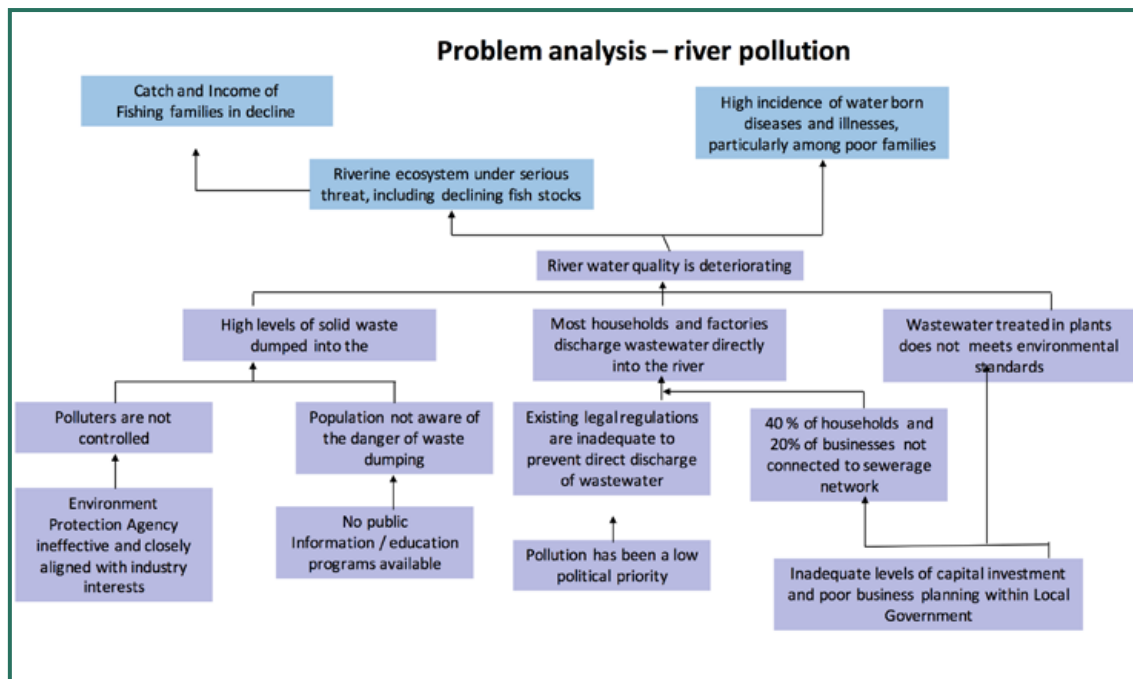 Problem analysis – river pollution
Catch and Income of
Fishing families in decline
High incidence of water born
diseases and illnesses,
particularly among poor families
Riverine ecosystem under serious
threat, including declining fish stocks
River water quality is deteriorating
High levels of solid waste
dumped into the
Most households and factories
discharge wastewater directly
into the river
Wastewater treated in plants
does not meets environmental
standards
Polluters are not
controlled
Population not aware of
the danger of waste
dumping
Existing legal regulations
are inadequate to
prevent direct discharge
of wastewater
40 % of households and
20% of businesses not
connected to sewerage
network
Environment
Protection Agency
ineffective and closely
aligned with industry
interests
No public
Information / education
programs available
Pollution has been a low
political priority
Inadequate levels of capital investment
and poor business planning within Local
Government